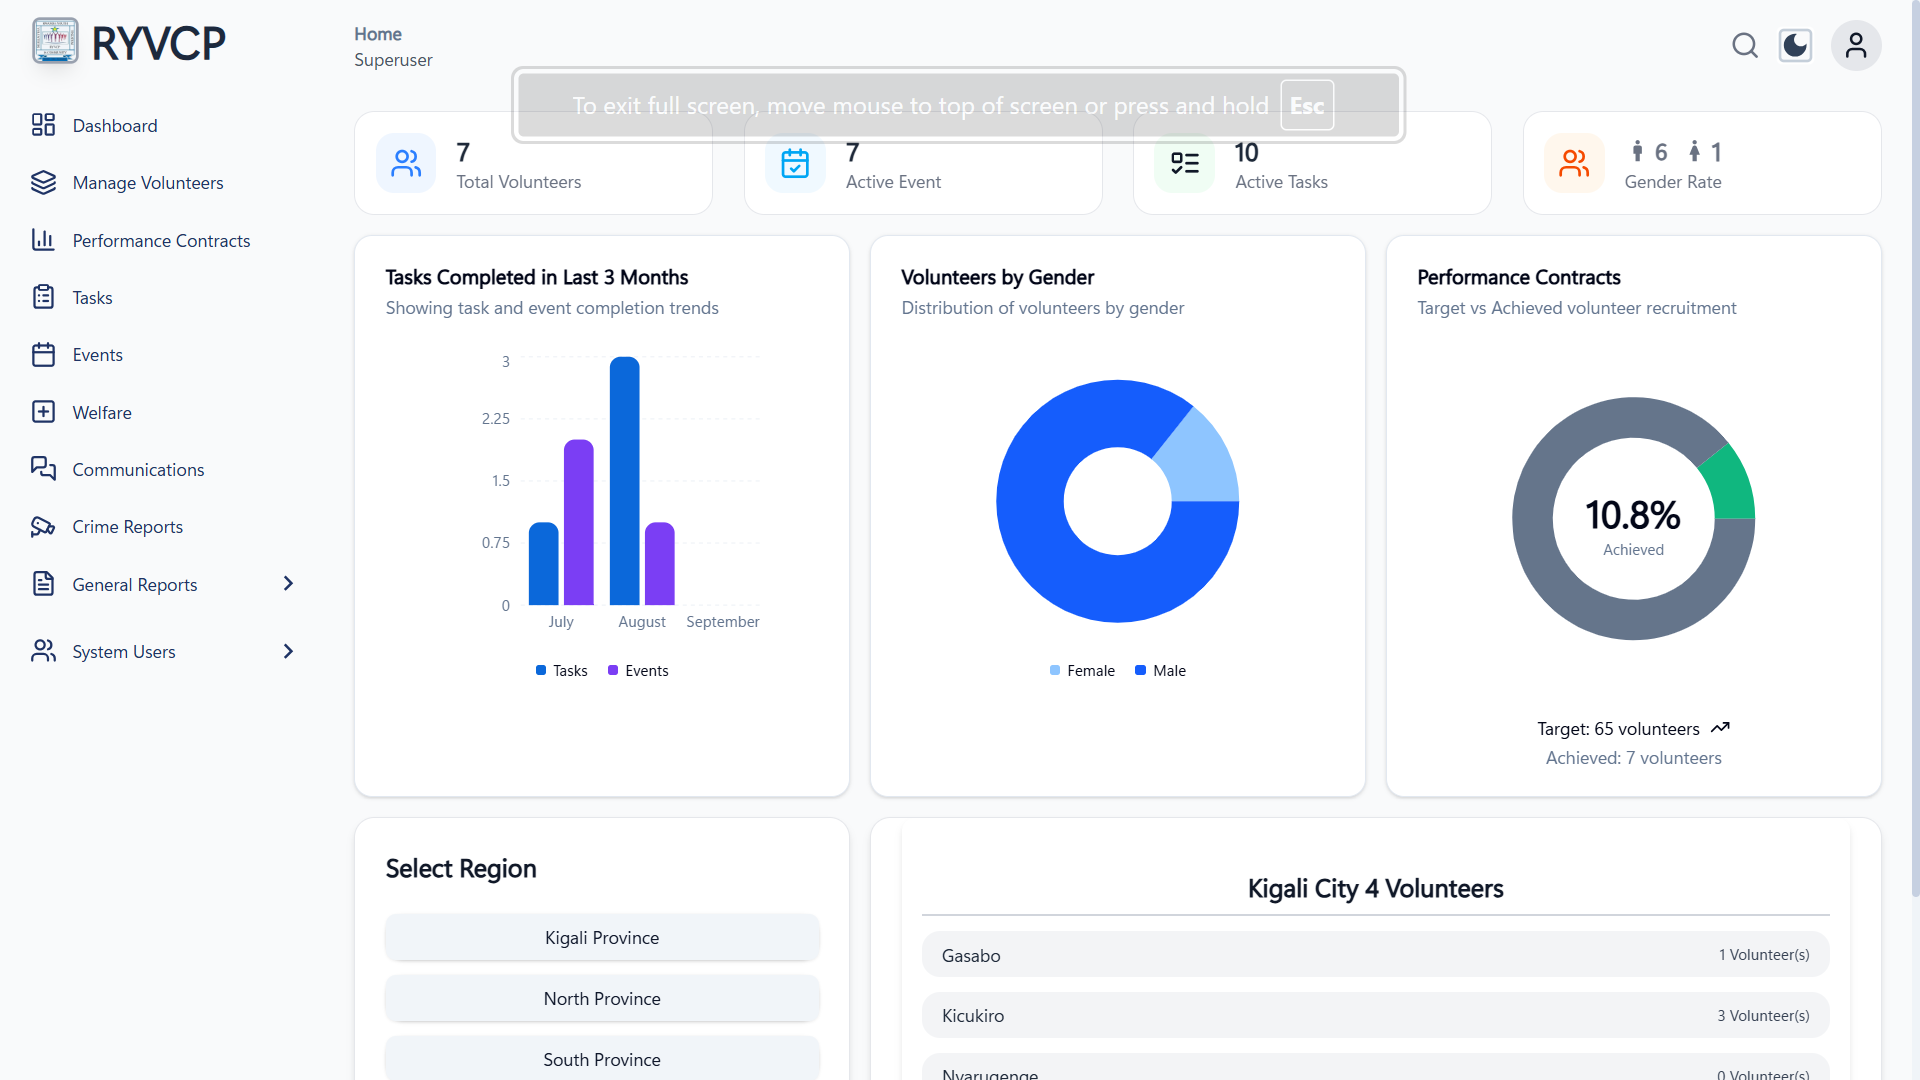 RYVCP
Home
Superuser
To exit full screen, move mouse to top of screen or press and hold Esc
Dashboard
Manage Volunteers
Performance Contracts
Tasks
Events
Welfare
Communications
Crime Reports
General Reports
System Users
7
Total Volunteers
7
Active Event
10
Active Tasks
6 1
Gender Rate
Tasks Completed in Last 3 Months
Showing task and event completion trends
3
2.25
1.5
0.75
0
July August September
Tasks Events
Volunteers by Gender
Distribution of volunteers by gender
Female Male
Performance Contracts
Target vs Achieved volunteer recruitment
10.8%
Achieved
Target: 65 volunteers
Achieved: 7 volunteers
Select Region
Kigali Province
North Province
South Province
Kigali City 4 Volunteers
Gasabo 1 Volunteer(s)
Kicukiro 3 Volunteer(s)
Nyarugenge 0 Volunteer(s)